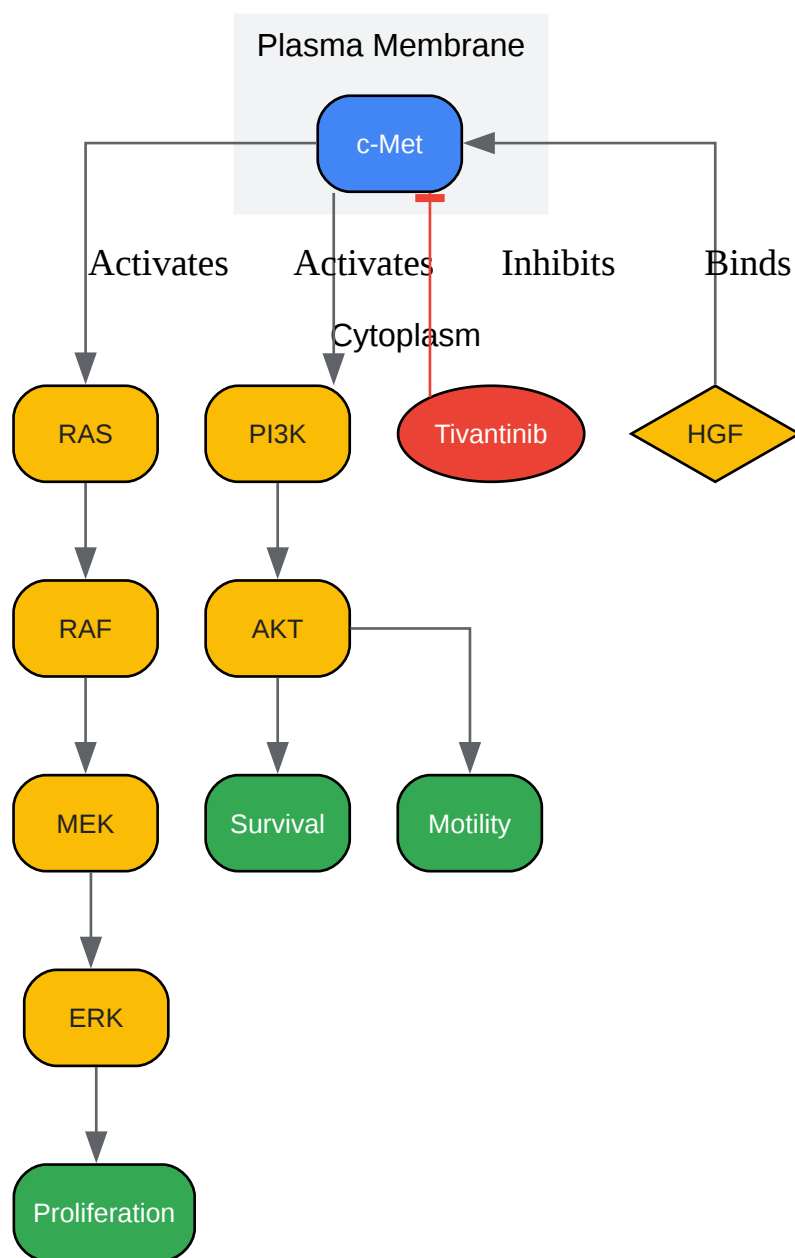 Plasma Membrane
c-Met
Activates
Activates
Inhibits
Binds
Cytoplasm
RAS
PI3K
Tivantinib
HGF
RAF
AKT
MEK
Survival
Motility
ERK
Proliferation